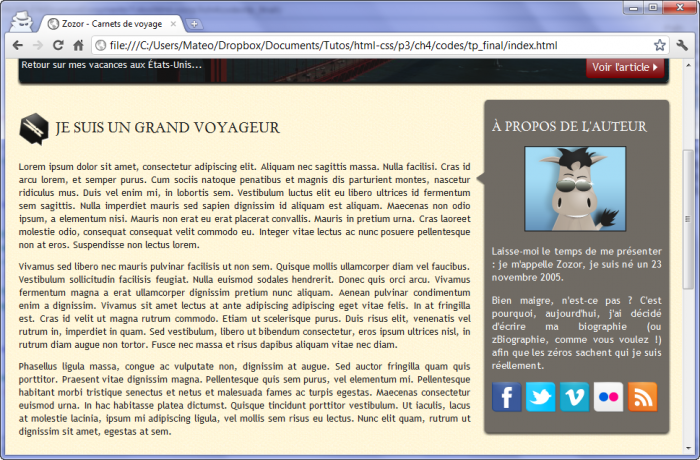 Zozor - Carnets de voyage
file:///C:/Users/Mateo/Dropbox/Documents/Tutos/html-css/p3/ch4/codes/tp_final/index.html
Retour sur mes vacances aux États-Unis...
Voir l'article
JE SUIS UN GRAND VOYAGEUR
Lorem ipsum dolor sit amet, consectetur adipiscing elit. Aliquam nec sagittis massa. Nulla facilisi. Cras id
arcu lorem, et semper purus. Cum sociis natoque penatibus et magnis dis parturient montes, nascetur
ridiculus mus. Duis vel enim mi, in lobortis sem. Vestibulum luctus elit eu libero ultrices id fermentum
sem sagittis. Nulla imperdiet mauris sed sapien dignissim id aliquam est aliquam. Maecenas non odio
ipsum, a elementum nisi. Mauris non erat eu erat placerat convallis. Mauris in pretium urna. Cras laoreet
molestie odio, consequat consequat velit commodo eu. Integer vitae lectus ac nunc posuere pellentesque
non at eros. Suspendisse non lectus lorem.
Vivamus sed libero nec mauris pulvinar facilisis ut non sem. Quisque mollis ullamcorper diam vel faucibus.
Vestibulum sollicitudin facilisis feugiat. Nulla euismod sodales hendrerit. Donec quis orci arcu. Vivamus
fermentum magna a erat ullamcorper dignissim pretium nunc aliquam. Aenean pulvinar condimentum
enim a dignissim. Vivamus sit amet lectus at ante adipiscing adipiscing eget vitae felis. In at fringilla
est. Cras id velit ut magna rutrum commodo. Etiam ut scelerisque purus. Duis risus elit, venenatis vel
rutrum in, imperdiet in quam. Sed vestibulum, libero ut bibendum consectetur, eros ipsum ultrices nisl, in
rutrum diam augue non tortor. Fusce nec massa et risus dapibus aliquam vitae nec diam.
Phasellus ligula massa, congue ac vulputate non, dignissim at augue. Sed auctor fringilla quam quis
porttitor. Praesent vitae dignissim magna. Pellentesque quis sem purus, vel elementum mi. Pellentesque
habitant morbi tristique senectus et netus et malesuada fames ac turpis egestas. Maecenas consectetur
euismod urna. In hac habitasse platea dictumst. Quisque tincidunt porttitor vestibulum. Ut iaculis, lacus
at molestie lacinia, ipsum mi adipiscing ligula, vel mollis sem risus eu lectus. Nunc elit quam, rutrum ut
dignissim sit amet, egestas at sem.
À PROPOS DE L'AUTEUR
Laisse-moi le temps de me présenter
: je m'appelle Zozor, je suis né un 23
novembre 2005.
Bien maigre, n'est-ce pas ? C'est
pourquoi, aujourd'hui, j'ai décidé
d'écrire ma biographie (ou
zBiographie, comme vous voulez !)
afin que les zéros sachent qui je suis
réellement.